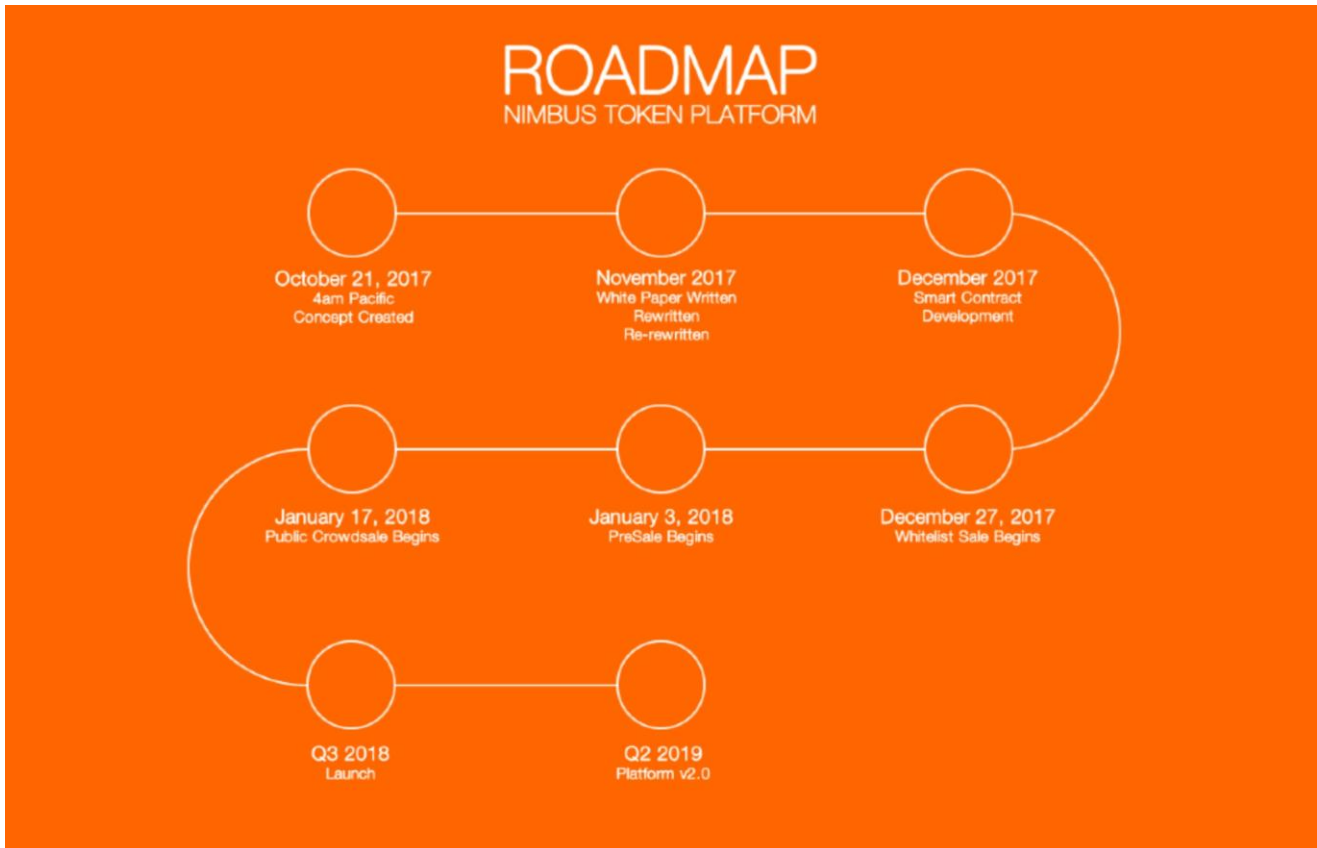 ROADMAP
NIMBUS TOKEN PLATFORM
October 21, 2017
4am Pacific
Concept Created
November 2017
White Paper Written
Rewritten
Re-rewritten
December 2017
Smart Contract
Development
December 27, 2017
Whitelist Sale Begins
January 3, 2018
PreSale Begins
January 17, 2018
Public Crowdsale Begins
Q3 2018
Launch
Q2 2019
Platform v2.0